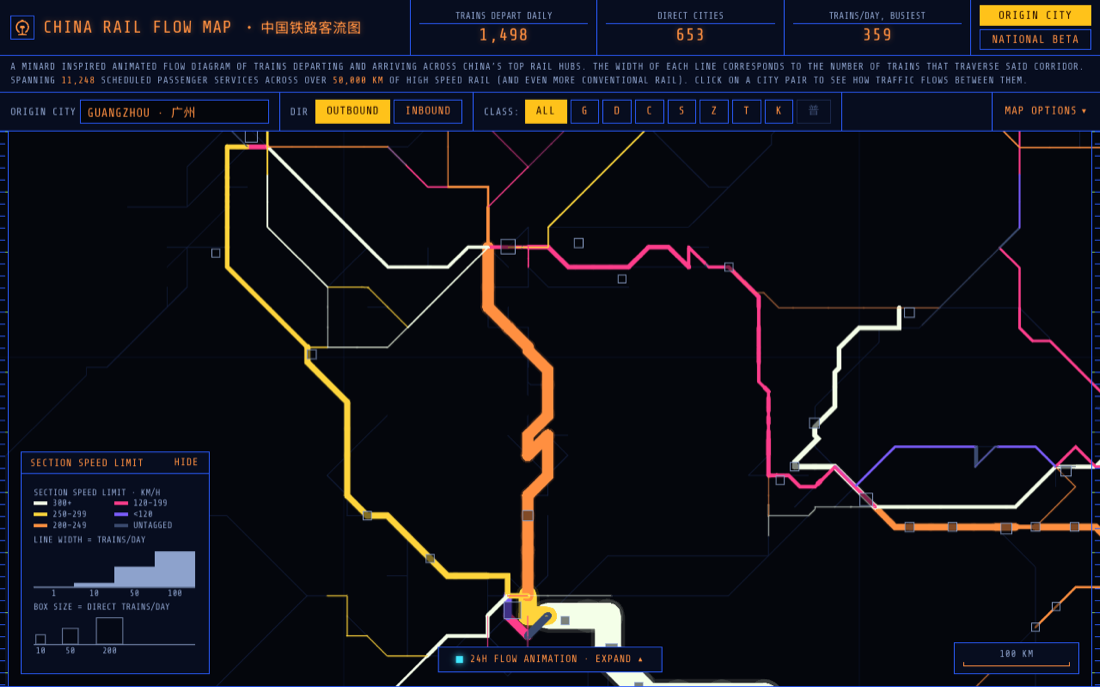 CHINA RAIL FLOW MAP · 中国铁路客流图
TRAINS DEPART DAILY
1,498
DIRECT CITIES
653
TRAINS/DAY, BUSIEST
359
ORIGIN CITY
NATIONAL BETA
A MINARD INSPIRED ANIMATED FLOW DIAGRAM OF TRAINS DEPARTING AND ARRIVING ACROSS CHINA'S TOP RAIL HUBS. THE WIDTH OF EACH LINE CORRESPONDS TO THE NUMBER OF TRAINS THAT TRAVERSE SAID CORRIDOR.
SPANNING 11,248 SCHEDULED PASSENGER SERVICES ACROSS OVER 50,000 KM OF HIGH SPEED RAIL (AND EVEN MORE CONVENTIONAL RAIL). CLICK ON A CITY PAIR TO SEE HOW TRAFFIC FLOWS BETWEEN THEM.
ORIGIN CITY GUANGZHOU · 广州 DIR OUTBOUND INBOUND CLASS: ALL G D C S Z T K 普 MAP OPTIONS ▾
SECTION SPEED LIMIT HIDE
SECTION SPEED LIMIT · KM/H
300+ 120-199
250-299 <120
200-249 UNTAGGED
LINE WIDTH = TRAINS/DAY
1 10 50 100
BOX SIZE = DIRECT TRAINS/DAY
10 50 200
24H FLOW ANIMATION · EXPAND ▴
100 KM